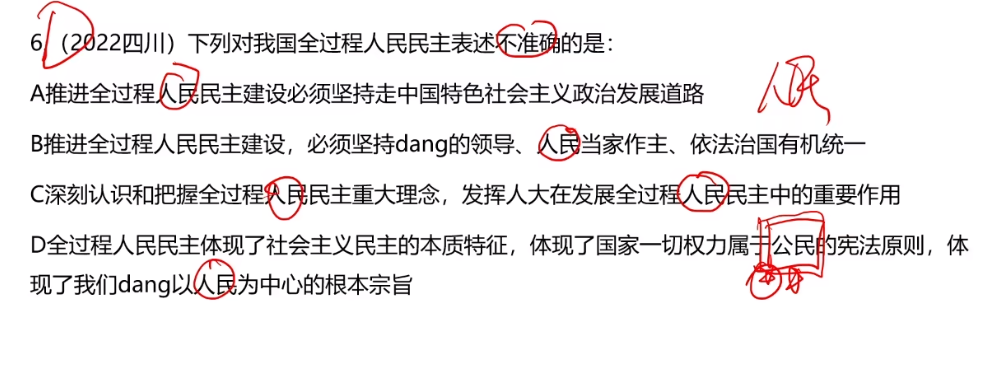 6.（2022四川）下列对我国全过程人民民主表述不准确的是：
D
A推进全过程人民民主建设必须坚持走中国特色社会主义政治发展道路
人民
B推进全过程人民民主建设，必须坚持dang的领导、人民当家作主、依法治国有机统一
C深刻认识和把握全过程人民民主重大理念，发挥人大在发展全过程人民民主中的重要作用
D全过程人民民主体现了社会主义民主的本质特征，体现了国家一切权力属于公民的宪法原则，体
现了我们dang以人民为中心的根本宗旨